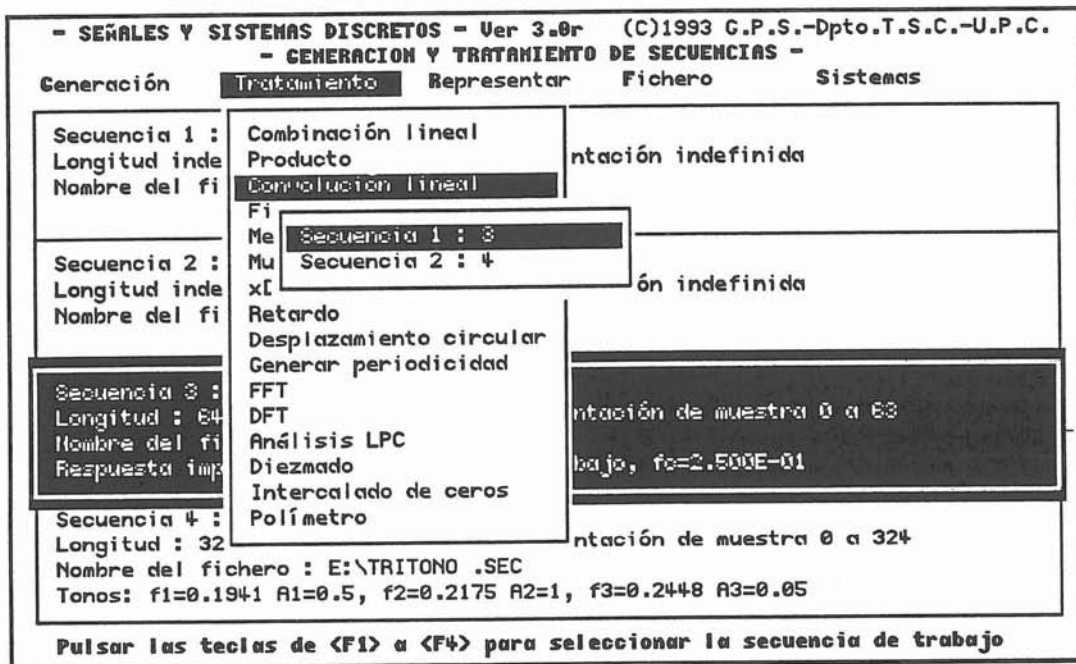 - SEÑALES Y SISTEMAS DISCRETOS - Ver 3.0r (C)1993 G.P.S.-Dpto.T.S.C.-U.P.C.
- GENERACION Y TRATAMIENTO DE SECUENCIAS -
Generación Tratamiento Representar Fichero Sistemas
Secuencia 1 :
Longitud inde
Nombre del fi
ntación indefinida
Secuencia 2 :
Longitud inde
Nombre del fi
ón indefinida
Secuencia 3 :
Longitud : 64
Nombre del fi
Respuesta imp
ntación de muestra 0 a 63
bajo, fc=2.500E-01
Combinación lineal
Producto
Convolución lineal
Fi
Me
Mu
x[
Retardo
Desplazamiento circular
Generar periodicidad
FFT
DFT
Análisis LPC
Diezmado
Intercalado de ceros
Polímetro
Secuencia 1 : 3
Secuencia 2 : 4
Secuencia 4 :
Longitud : 32
ntación de muestra 0 a 324
Nombre del fichero : E:\TRITONO .SEC
Tonos: f1=0.1941 A1=0.5, f2=0.2175 A2=1, f3=0.2448 A3=0.05
Pulsar las teclas de <F1> a <F4> para seleccionar la secuencia de trabajo